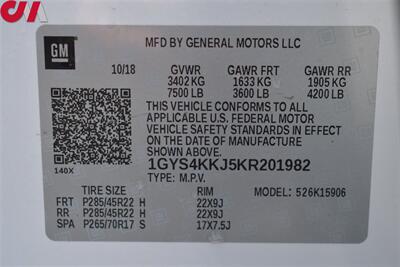 CIA
GM
MFD BY GENERAL MOTORS LLC
10/18 GVWR GAWR FRT GAWR RR
3402 KG 1633 KG 1905 KG
7500 LB 3600 LB 4200 LB
THIS VEHICLE CONFORMS TO ALL
APPLICABLE U.S. FEDERAL MOTOR
VEHICLE SAFETY STANDARDS IN EFFECT
ON THE DATE OF MANUFACTURE
SHOWN ABOVE.
1GYS4KKJ5KR201982
140X TYPE: M.P.V.
TIRE SIZE RIM MODEL: 526K15906
FRT P285/45R22 H 22X9J
RR P285/45R22 H 22X9J
SPA P265/70R17 S 17X7.5J